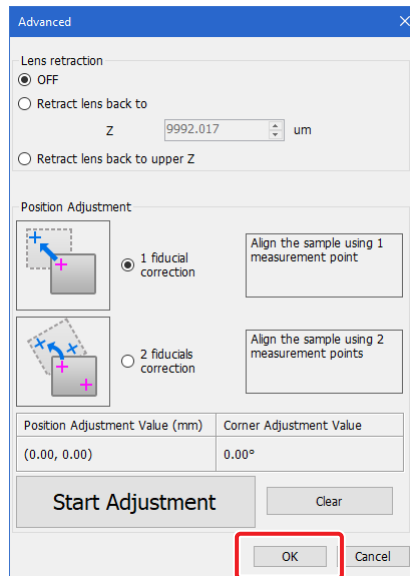 Advanced
Lens retraction
OFF
Retract lens back to
Z 9992.017 um
Retract lens back to upper Z
Position Adjustment
1 fiducial
correction
Align the sample using 1
measurement point
2 fiducials
correction
Align the sample using 2
measurement points
Position Adjustment Value (mm) Corner Adjustment Value
(0.00, 0.00) 0.00°
Start Adjustment Clear
OK Cancel